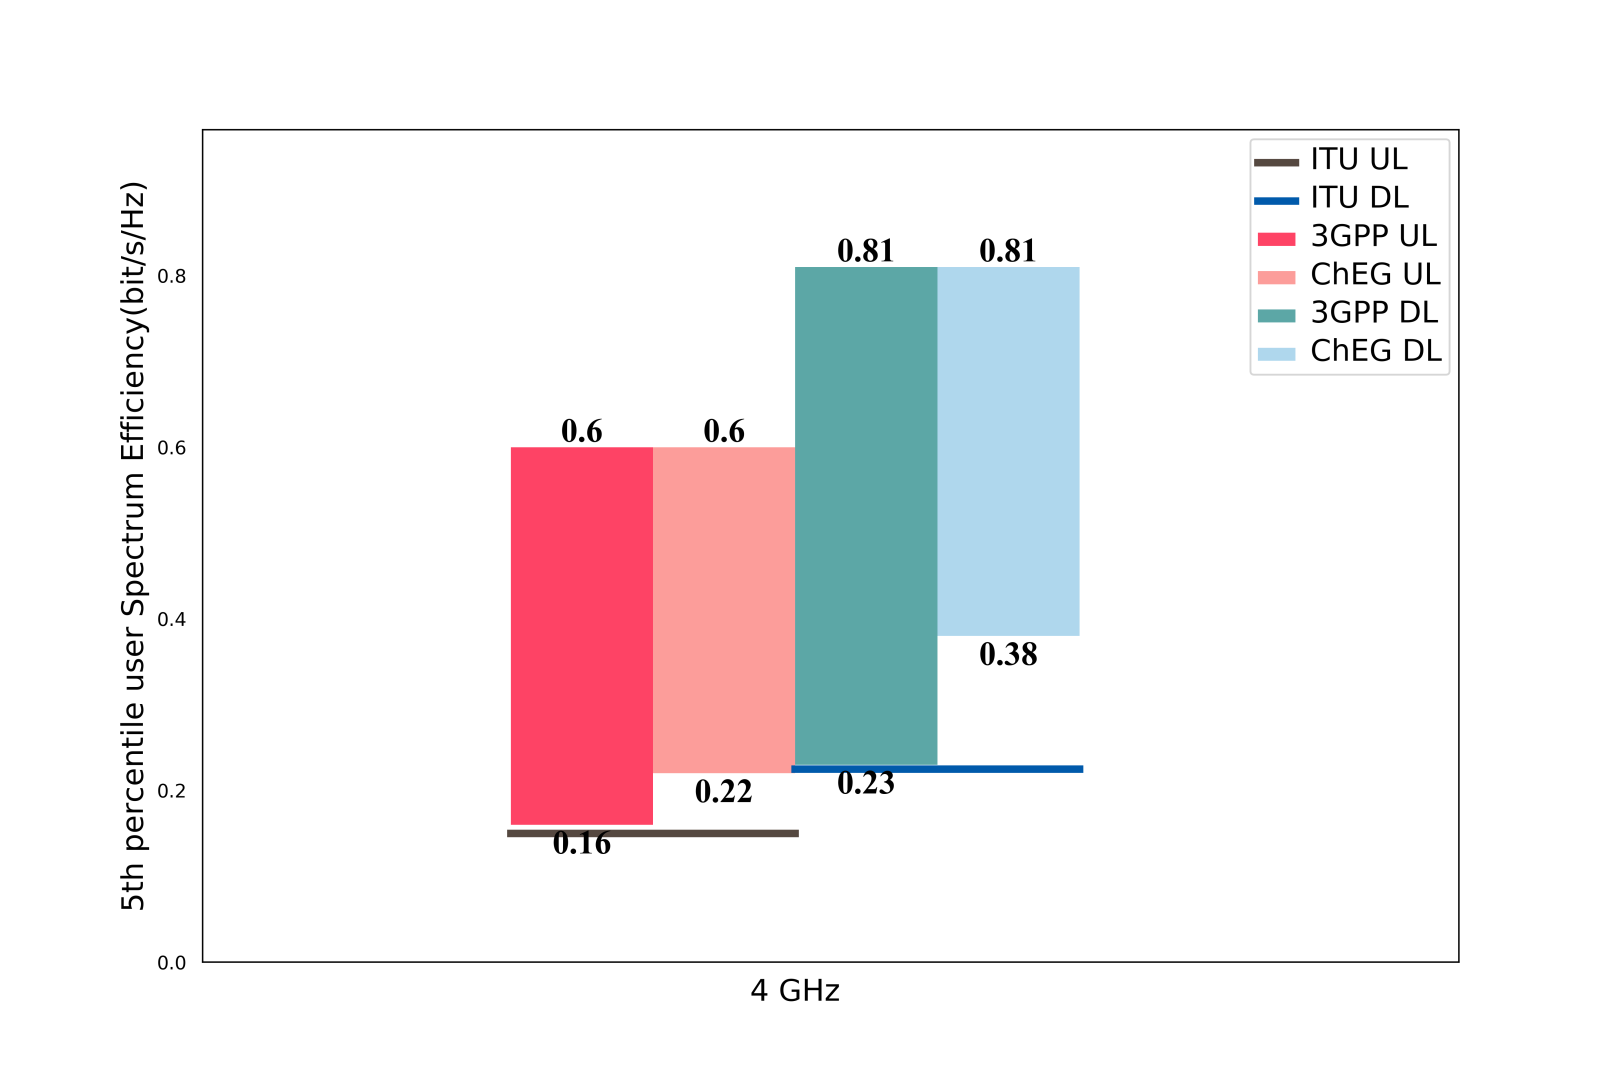 5th percentile user Spectrum Efficiency(bit/s/Hz)
0.8
0.6
0.4
0.2
0.0
0.6
0.6
0.81
0.81
0.16
0.22
0.23
0.38
4 GHz
ITU UL
ITU DL
3GPP UL
ChEG UL
3GPP DL
ChEG DL